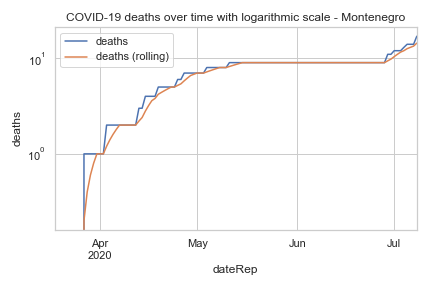 COVID-19 deaths over time with logarithmic scale - Montenegro
deaths
deaths (rolling)
10¹
10⁰
deaths
Apr
2020
May
Jun
Jul
dateRep